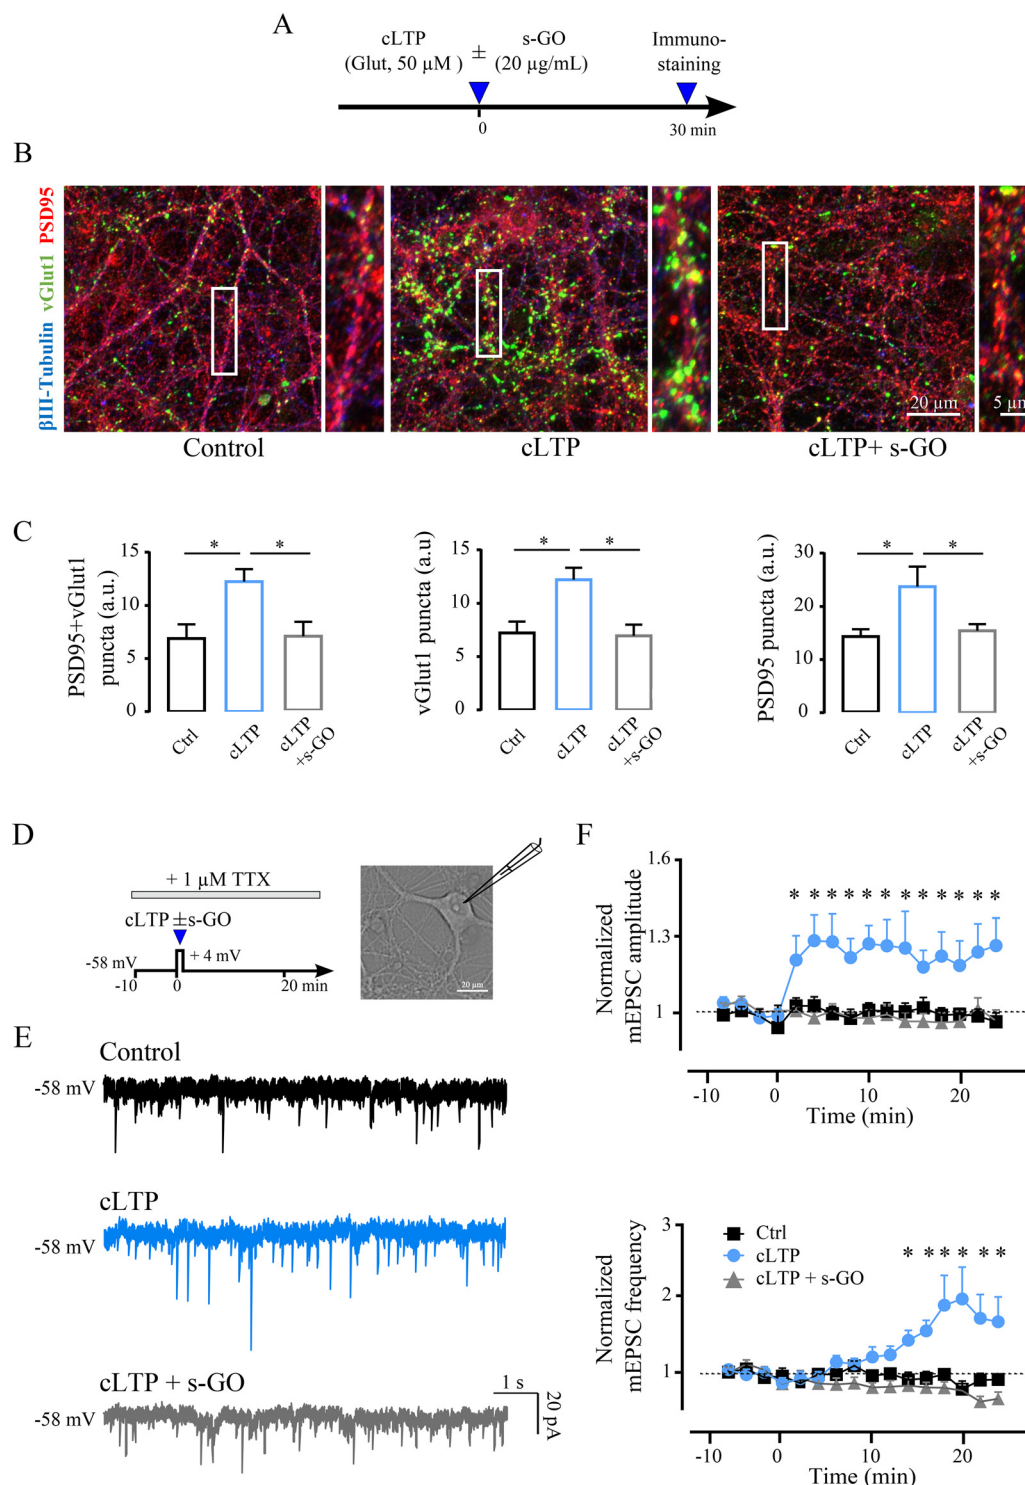 A
cLTP
(Glut, 50 µM )
±
s-GO
(20 µg/mL)
Immuno-
staining
0
30 min
B
βIII-Tubulin vGlut1 PSD95
20 µm
5 µm
Control
cLTP
cLTP+ s-GO
C
PSD95+vGlut1
puncta (a.u.)
15
10
5
0
* *
Ctrl
cLTP
cLTP
+s-GO
vGlut1 puncta (a.u)
15
10
5
0
* *
Ctrl
cLTP
cLTP
+s-GO
PSD95 puncta (a.u.)
30
20
10
0
* *
Ctrl
cLTP
cLTP
+s-GO
D
+ 1 µM TTX
cLTP ±s-GO
-58 mV
+ 4 mV
-10
0
20 min
20 µm
E
Control
-58 mV
cLTP
-58 mV
cLTP + s-GO
-58 mV
1 s
20 pA
F
Normalized
mEPSC amplitude
1.6
1.3
1
* * * * * * * * * * * *
-10 0 10 20
Time (min)
Normalized
mEPSC frequency
3
2
1
Ctrl
cLTP
cLTP + s-GO
* * * * * *
-10 0 10 20
Time (min)